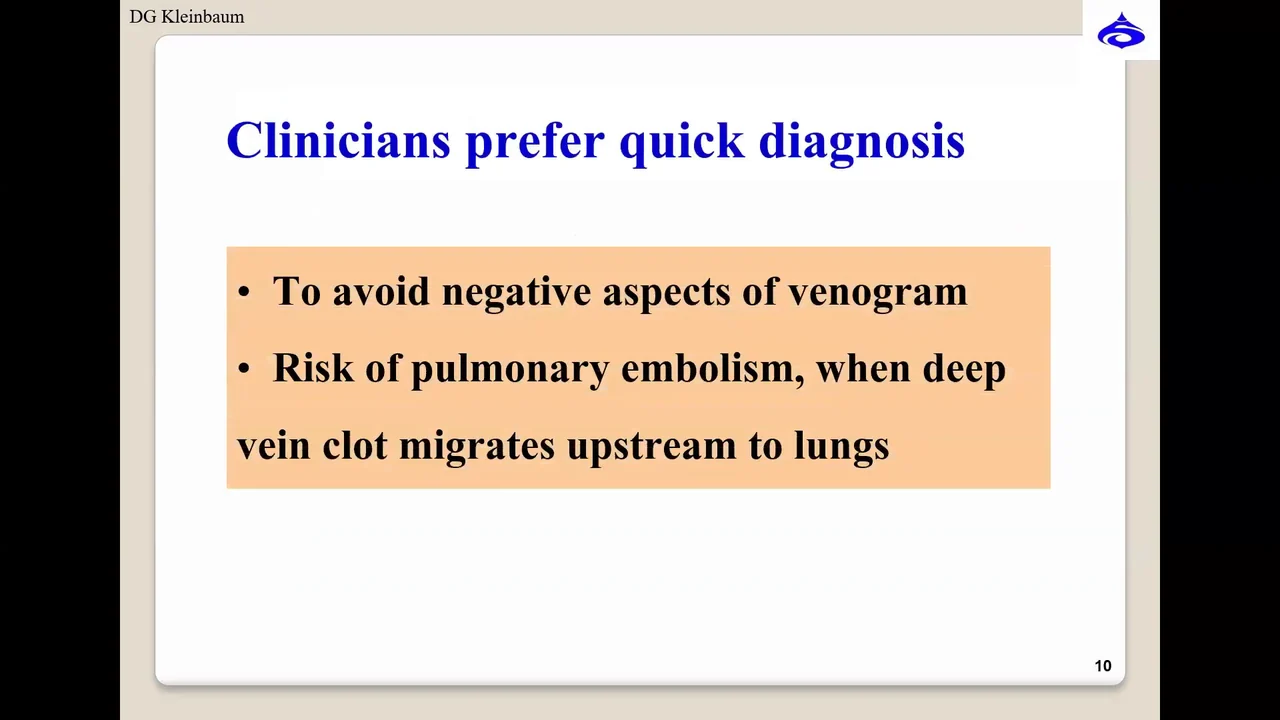 DG Kleinbaum
Clinicians prefer quick diagnosis
• To avoid negative aspects of venogram
• Risk of pulmonary embolism, when deep
vein clot migrates upstream to lungs
10